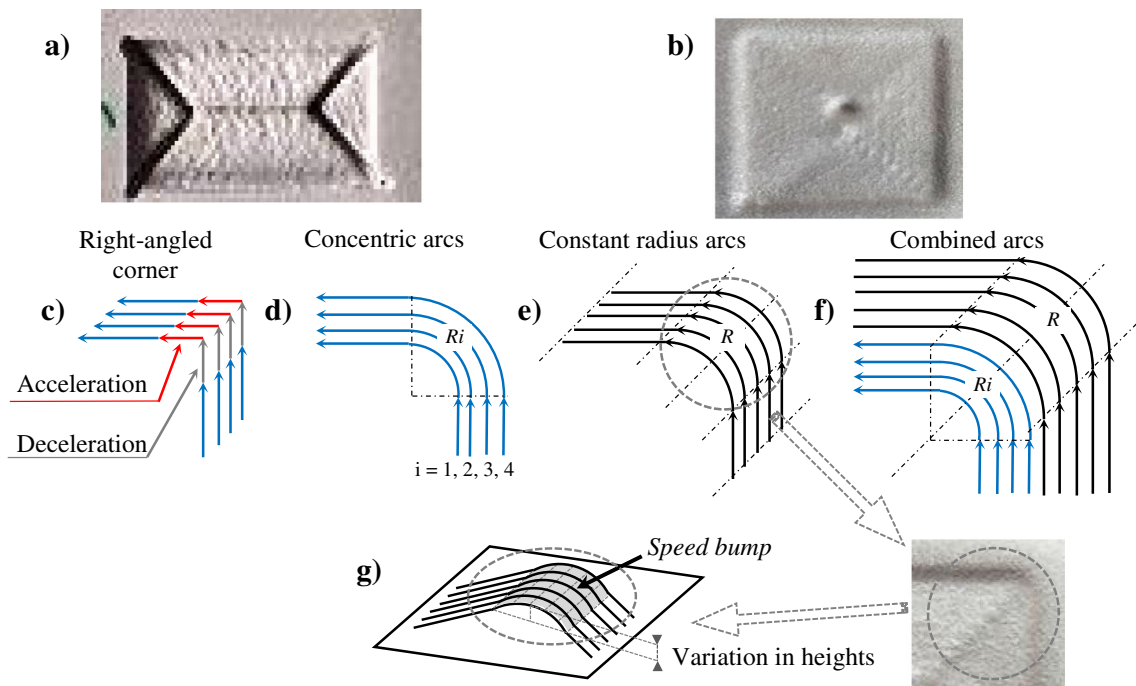 a)
b)
Right-angled
corner
Concentric arcs
Constant radius arcs
Combined arcs
c)
d)
e)
f)
Ri
R
R
Ri
Acceleration
Deceleration
i = 1, 2, 3, 4
g)
Speed bump
Variation in heights